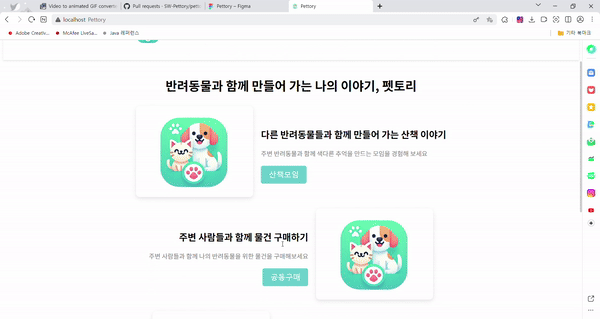 Video to animated GIF convert
Pull requests · SW-Pettory/pett
Pettory – Figma
Pettory
localhost Pettory
Adobe Creativ...
McAfee LiveSa...
java 레퍼런스
기타 북마크
반려동물과 함께 만들어 가는 나의 이야기, 펫토리
다른 반려동물들과 함께 만들어 가는 산책 이야기
주변 반려동물과 함께 색다른 추억을 만드는 모임을 경험해 보세요
산책모임
주변 사람들과 함께 물건 구매하기
주변 사람들과 함께 나의 반려동물을 위한 물건을 구매해보세요
공동구매